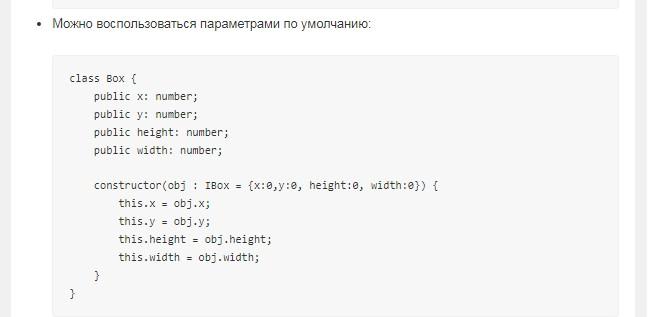 Можно воспользоваться параметрами по умолчанию:
class Box {
    public x: number;
    public y: number;
    public height: number;
    public width: number;

    constructor(obj : IBox = {x:0,y:0, height:0, width:0}) {
        this.x = obj.x;
        this.y = obj.y;
        this.height = obj.height;
        this.width = obj.width;
    }
}